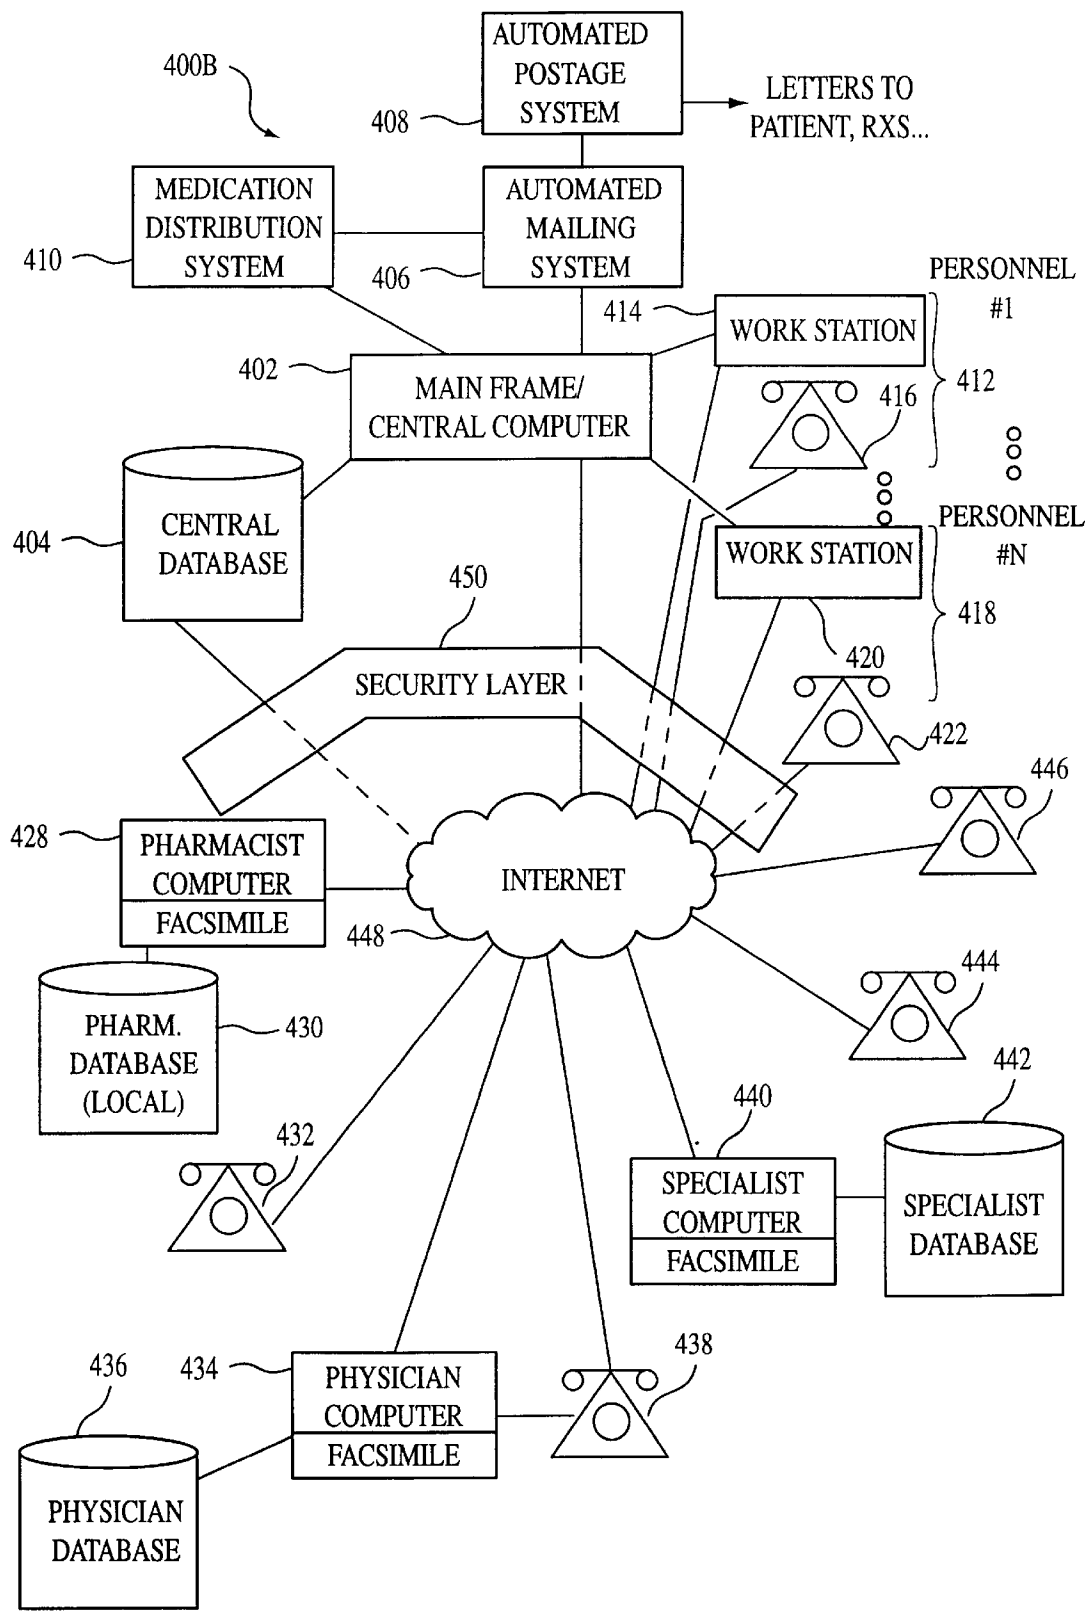 AUTOMATED
POSTAGE
SYSTEM
400B
408
LETTERS TO
PATIENT, RXS...
MEDICATION
DISTRIBUTION
SYSTEM
410
AUTOMATED
MAILING
SYSTEM
406
PERSONNEL
#1
414
WORK STATION
412
416
402
MAIN FRAME/
CENTRAL COMPUTER
404
CENTRAL
DATABASE
PERSONNEL
#N
WORK STATION
418
420
422
450
SECURITY LAYER
446
428
PHARMACIST
COMPUTER
FACSIMILE
INTERNET
448
444
PHARM.
DATABASE
(LOCAL)
430
432
440
442
SPECIALIST
COMPUTER
FACSIMILE
SPECIALIST
DATABASE
436
434
PHYSICIAN
COMPUTER
FACSIMILE
438
PHYSICIAN
DATABASE